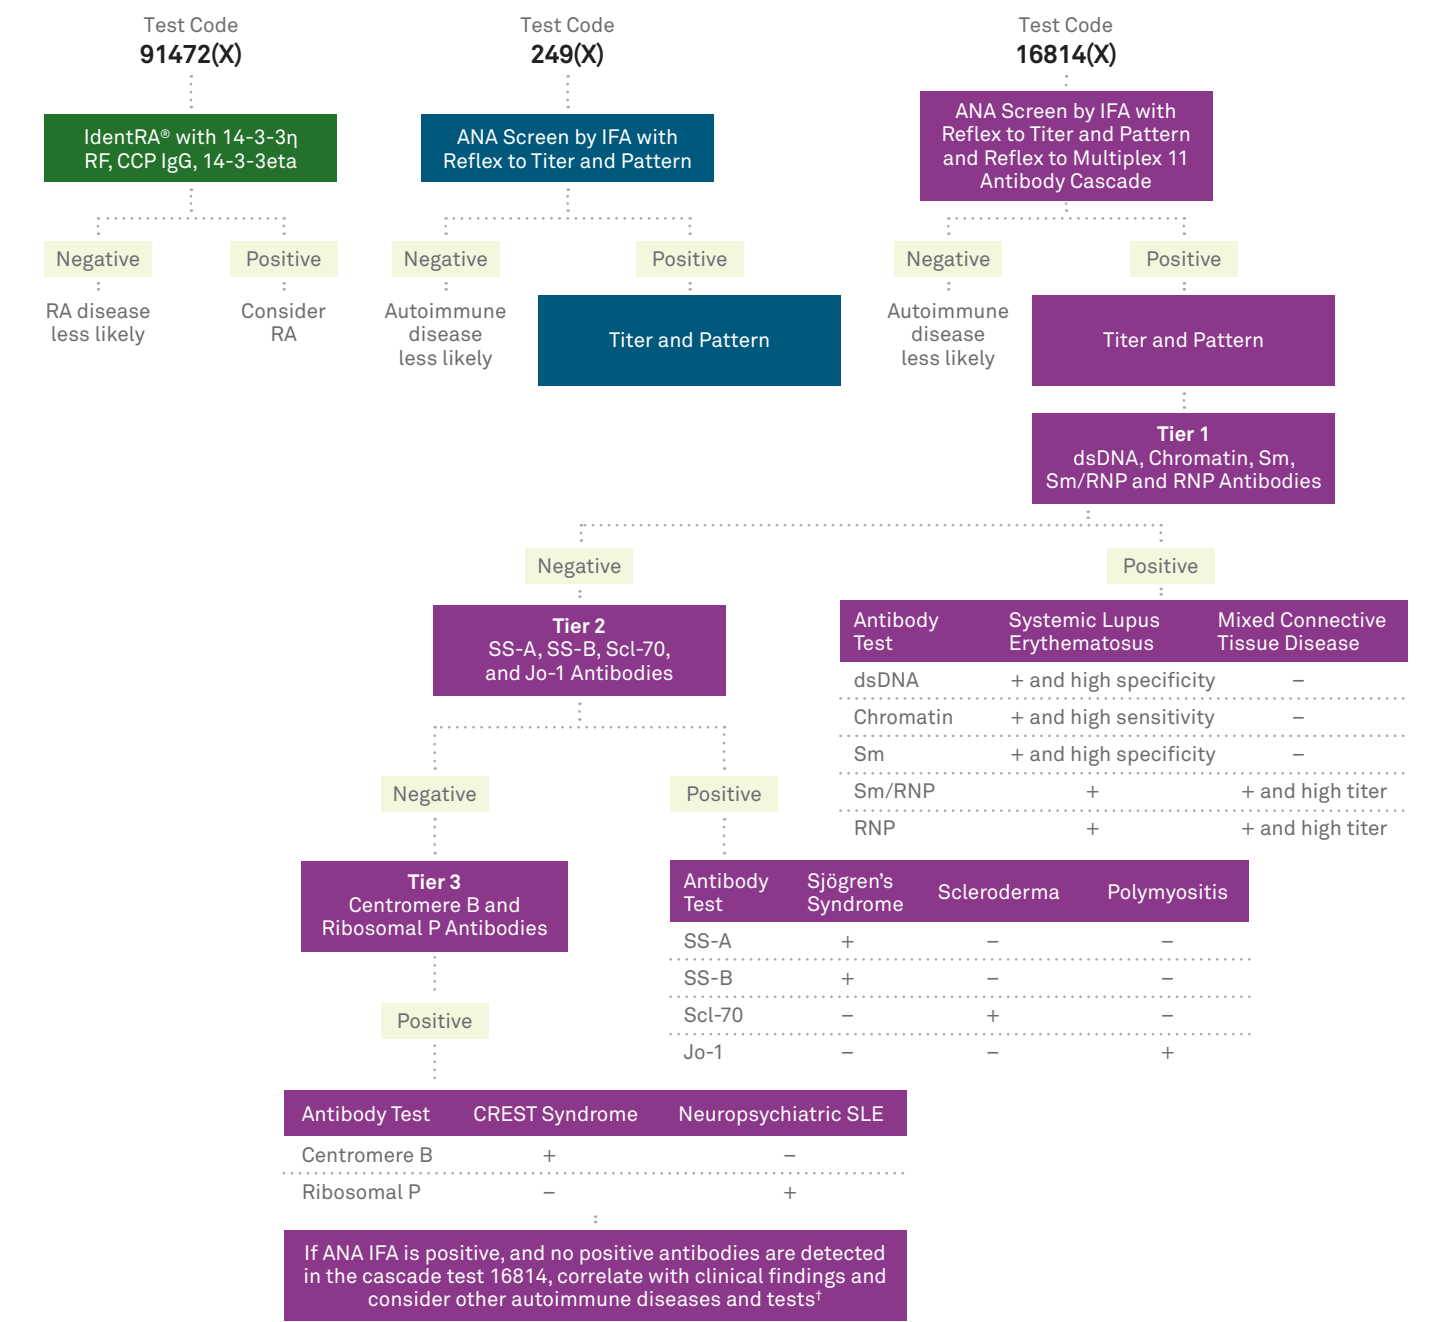 Test Code
91472(X)
Test Code
249(X)
Test Code
16814(X)
IdentRA® with 14-3-3η
RF, CCP IgG, 14-3-3eta
ANA Screen by IFA with
Reflex to Titer and Pattern
ANA Screen by IFA with
Reflex to Titer and Pattern
and Reflex to Multiplex 11
Antibody Cascade
Negative
Positive
Negative
Positive
Negative
Positive
RA disease
less likely
Consider
RA
Autoimmune
disease
less likely
Titer and Pattern
Autoimmune
disease
less likely
Titer and Pattern
Tier 1
dsDNA, Chromatin, Sm,
Sm/RNP and RNP Antibodies
Negative
Positive
Tier 2
SS-A, SS-B, Scl-70,
and Jo-1 Antibodies
Antibody
Test
Systemic Lupus
Erythematosus
Mixed Connective
Tissue Disease
dsDNA + and high specificity –
Chromatin + and high sensitivity –
Sm + and high specificity –
Sm/RNP + + and high titer
RNP + + and high titer
Negative
Positive
Tier 3
Centromere B and
Ribosomal P Antibodies
Antibody
Test
Sjögren's
Syndrome
Scleroderma
Polymyositis
SS-A + – –
SS-B + – –
Scl-70 – + –
Jo-1 – – +
Positive
Antibody Test CREST Syndrome Neuropsychiatric SLE
Centromere B + –
Ribosomal P – +
If ANA IFA is positive, and no positive antibodies are detected
in the cascade test 16814, correlate with clinical findings and
consider other autoimmune diseases and tests†